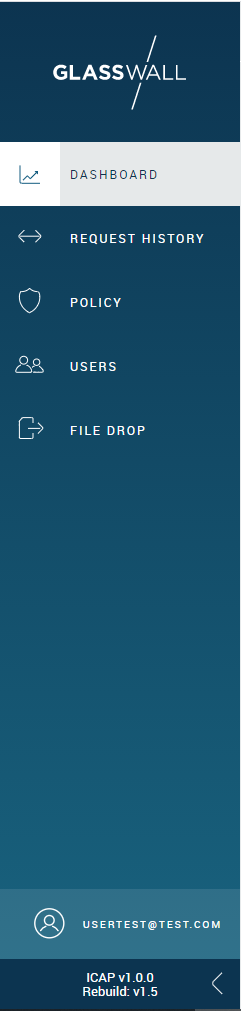 GLASSWALL
DASHBOARD
REQUEST HISTORY
POLICY
USERS
FILE DROP
USERTEST@TEST.COM
ICAP v1.0.0
Rebuild: v1.5